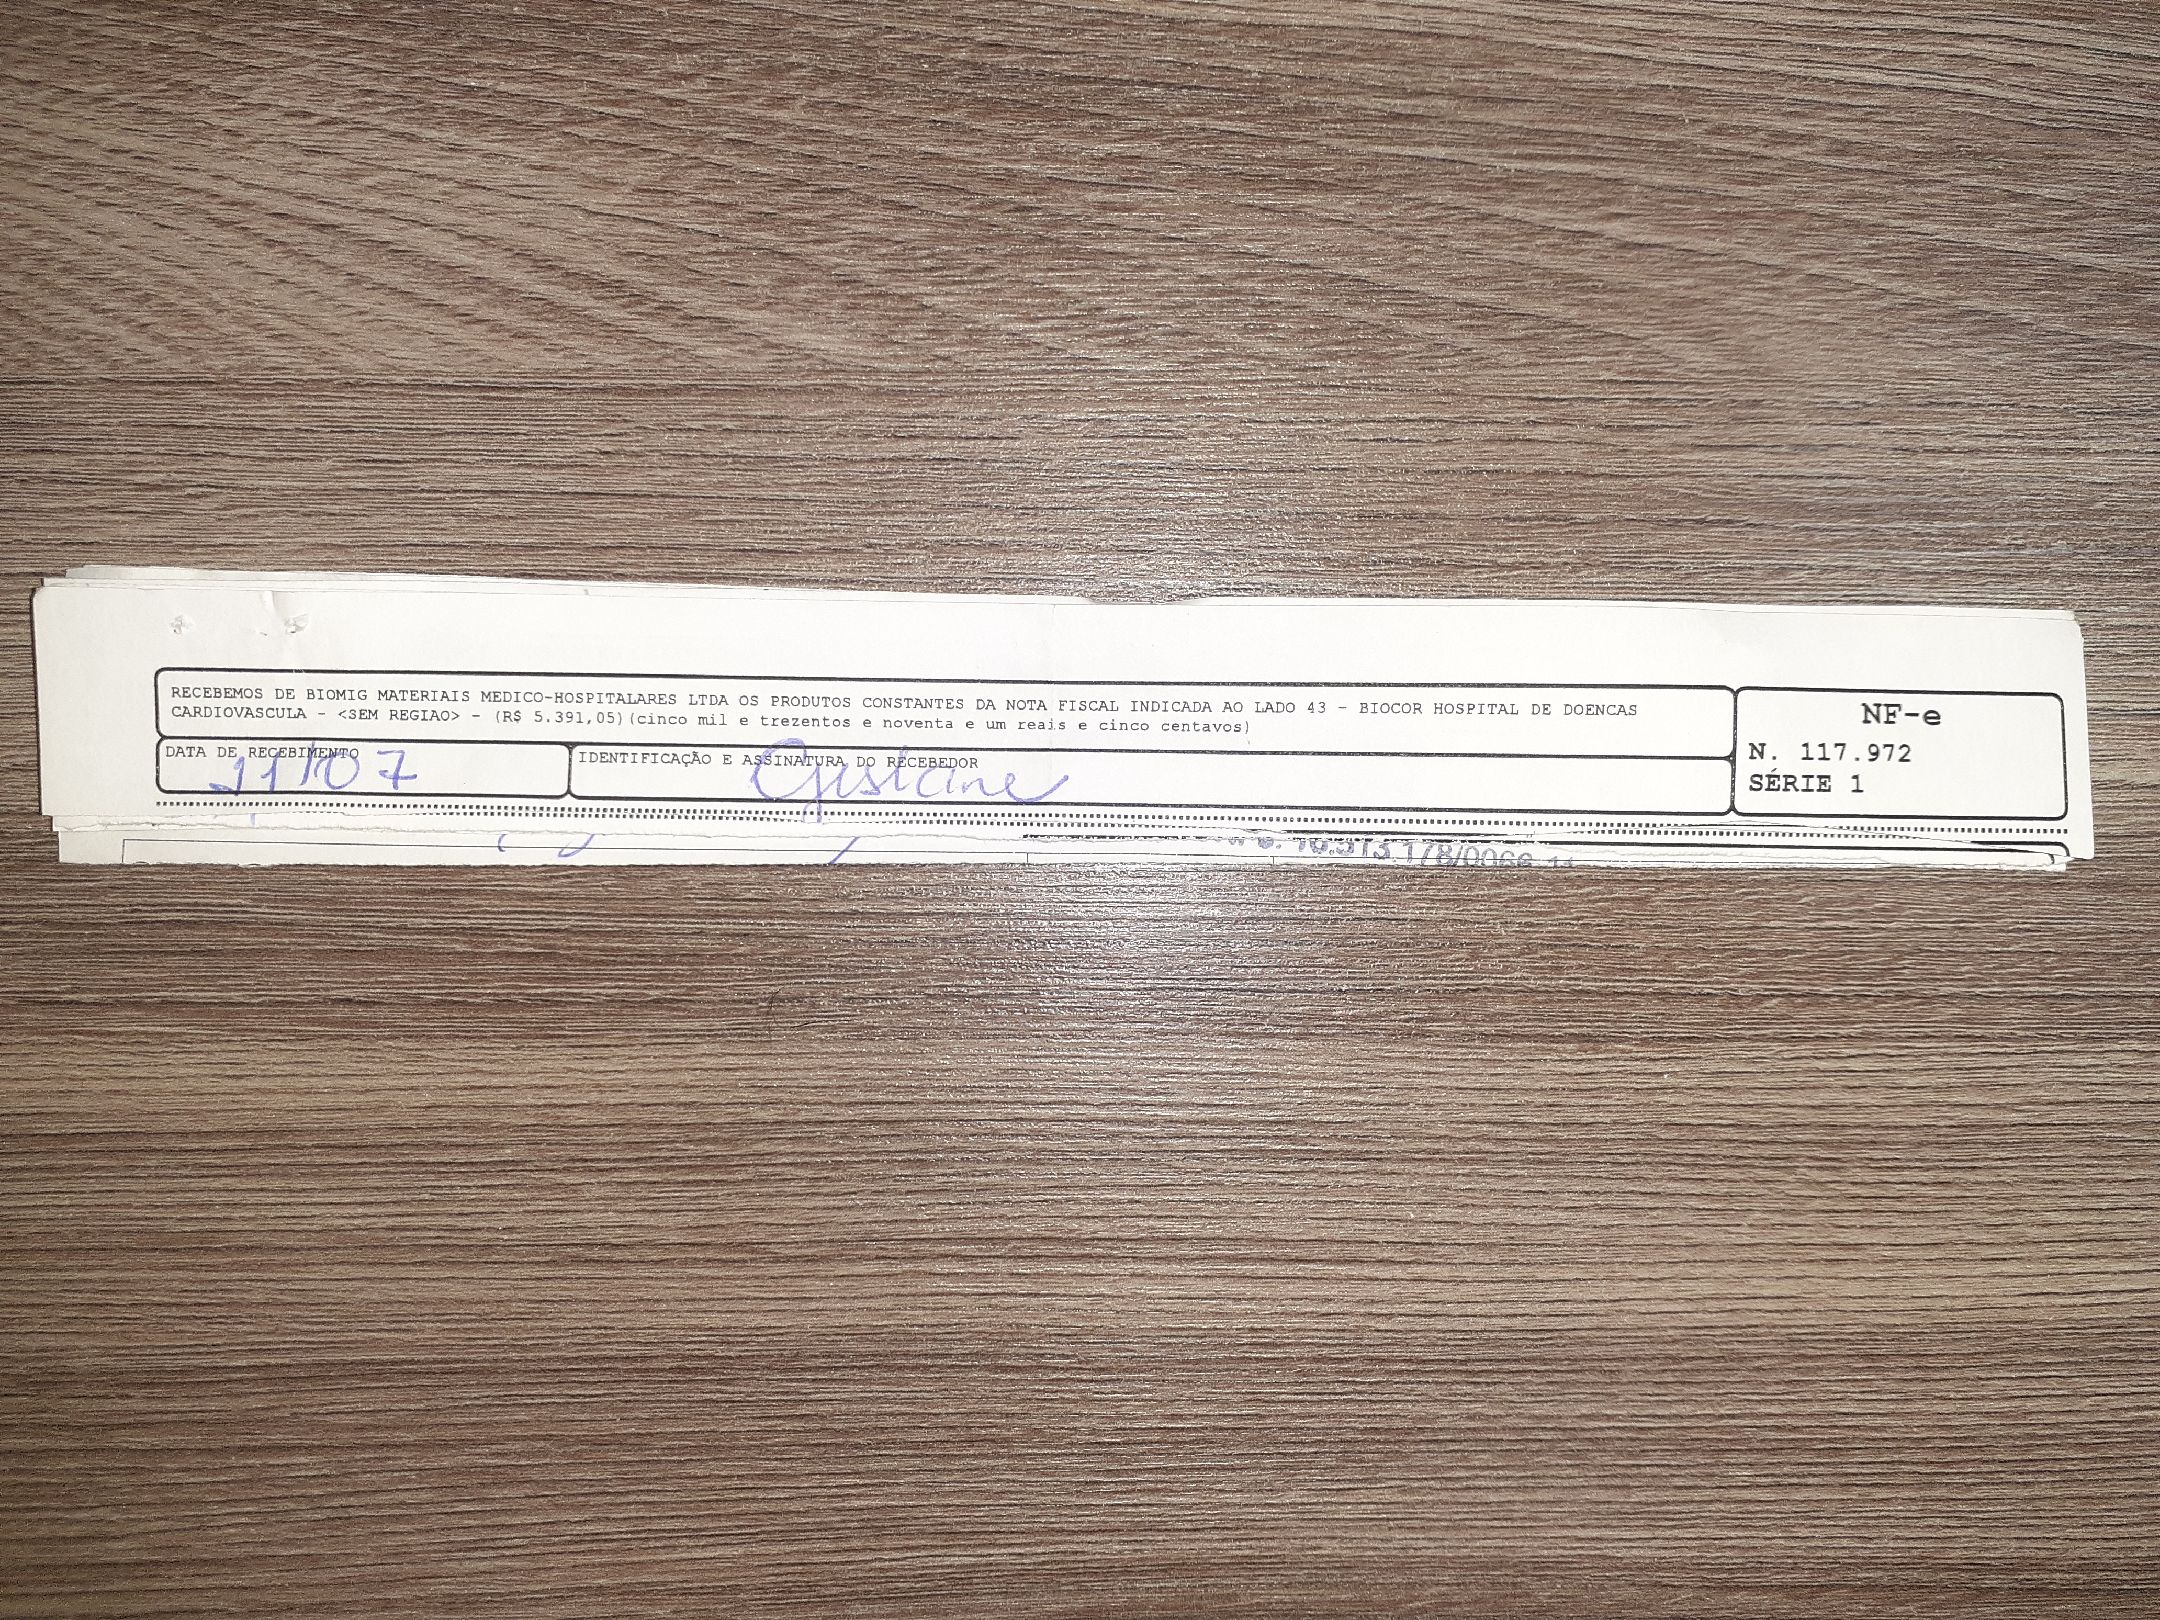 RECEBEMOS DE BIOMIG MATERIAIS MEDICO-HOSPITALARES LTDA OS PRODUTOS CONSTANTES DA NOTA FISCAL INDICADA AO LADO 43 - BIOCOR HOSPITAL DE DOENCAS
CARDIOVASCULA - <SEM REGIAO> - (R$ 5.391,05)(cinco mil e trezentos e noventa e um reais e cinco centavos)
NF-e
N. 117.972
SÉRIE 1
DATA DE RECEBIMENTO
11/07
IDENTIFICAÇÃO E ASSINATURA DO RECEBEDOR